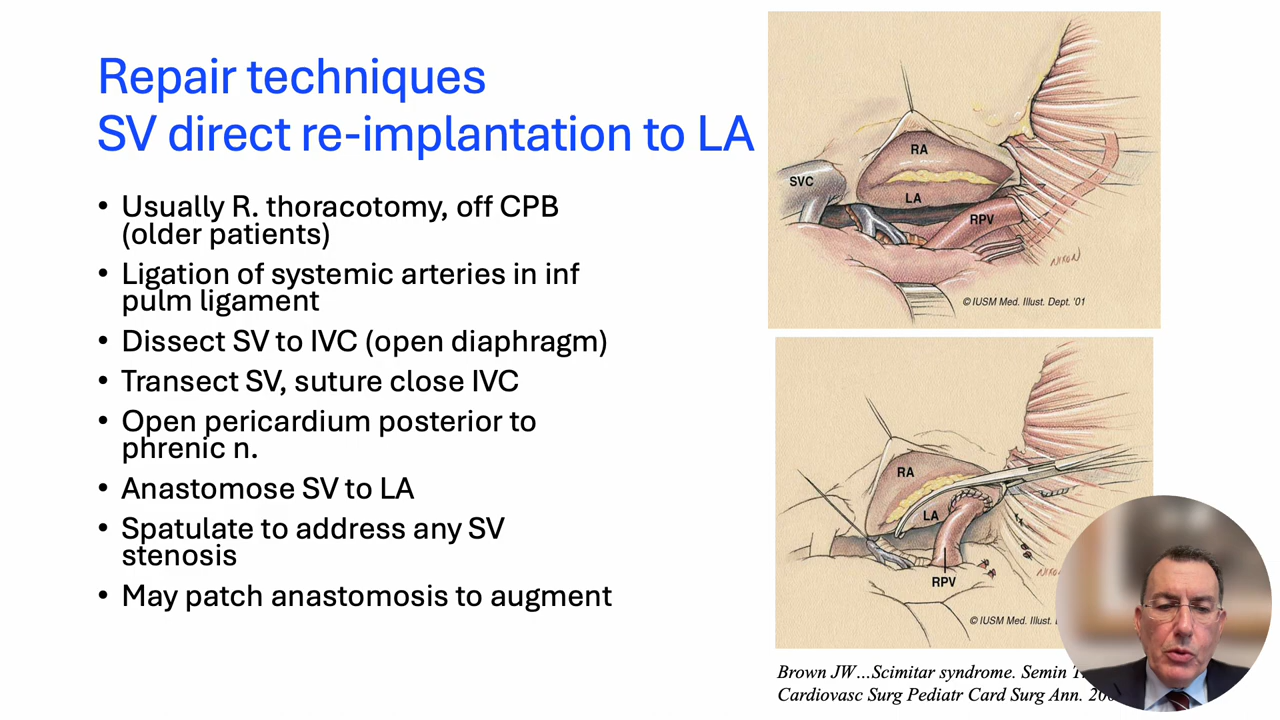 Repair techniques
SV direct re-implantation to LA
• Usually R. thoracotomy, off CPB
(older patients)
• Ligation of systemic arteries in inf
pulm ligament
• Dissect SV to IVC (open diaphragm)
• Transect SV, suture close IVC
• Open pericardium posterior to
phrenic n.
• Anastomose SV to LA
• Spatulate to address any SV
stenosis
• May patch anastomosis to augment
RA
SVC
LA
RPV
NIXON
© IUSM Med. Illust. Dept. '01
RA
LA
RPV
© IUSM Med. Illust.
Brown JW…Scimitar syndrome. Semin
Cardiovasc Surg Pediatr Card Surg Ann.